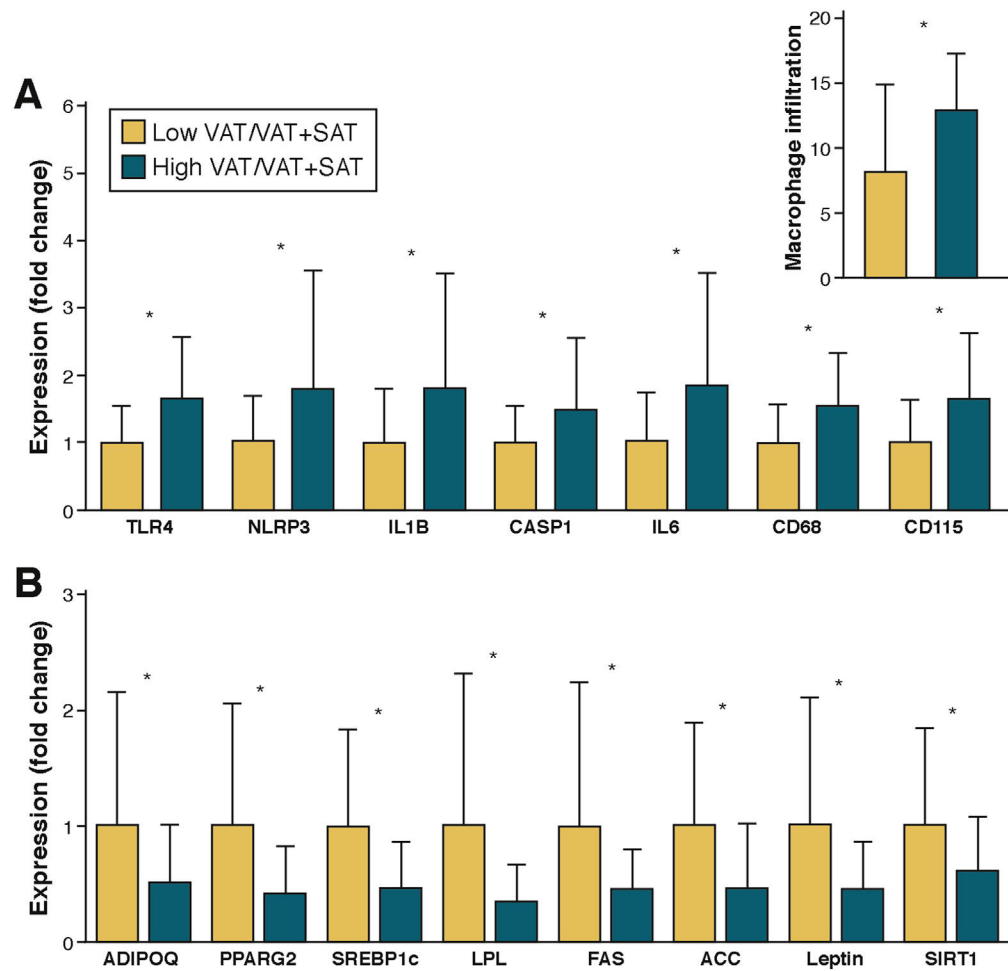 A
Expression (fold change)
6
5
4
3
2
1
0
Low VAT/VAT+SAT
High VAT/VAT+SAT
* * * * * * *
TLR4 NLRP3 IL1B CASP1 IL6 CD68 CD115
Macrophage infiltration
20
15
10
5
0
*
B
Expression (fold change)
3
2
1
0
* * * * * * * *
ADIPOQ PPARG2 SREBP1c LPL FAS ACC Leptin SIRT1